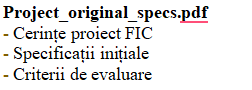 Project_original_specs.pdf
- Cerințe proiect FIC
- Specificații inițiale
- Criterii de evaluare